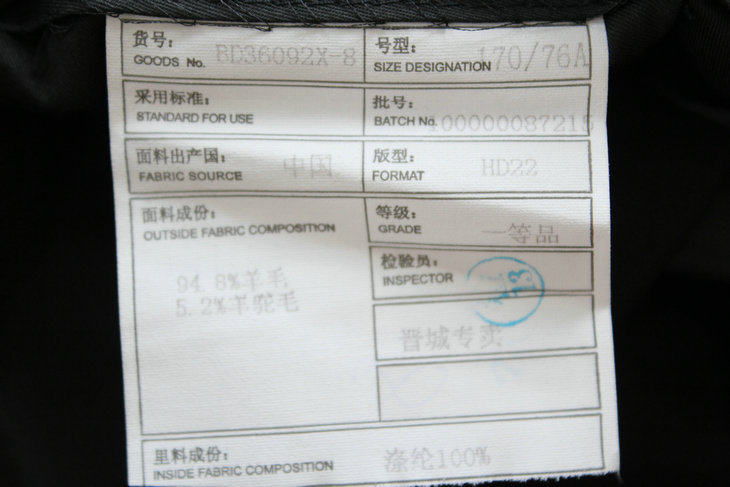 货号: BD36092X-8
GOODS No.
号型: 170/76A
SIZE DESIGNATION
采用标准:
STANDARD FOR USE
批号:
BATCH No. 100000087215
面料出产国: 中国
FABRIC SOURCE
版型: HD22
FORMAT
面料成份:
OUTSIDE FABRIC COMPOSITION
94.8%羊毛
5.2%羊驼毛
等级: 一等品
GRADE
检验员:
INSPECTOR
晋城专卖
里料成份: 涤纶100%
INSIDE FABRIC COMPOSITION